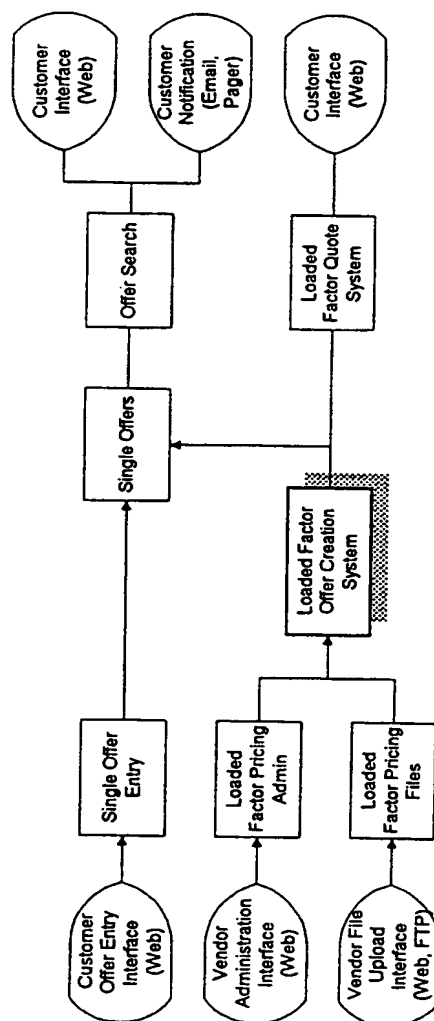 Customer
Offer Entry
Interface
(Web)
Single Offer
Entry
Single Offers
Offer Search
Customer
Interface
(Web)
Customer
Notification
(Email,
Pager)
Vendor
Administration
Interface
(Web)
Loaded
Factor Pricing
Admin
Vendor File
Upload
Interface
(Web, FTP)
Loaded
Factor Pricing
Files
Loaded Factor
Offer Creation
System
Loaded
Factor Quote
System
Customer
Interface
(Web)